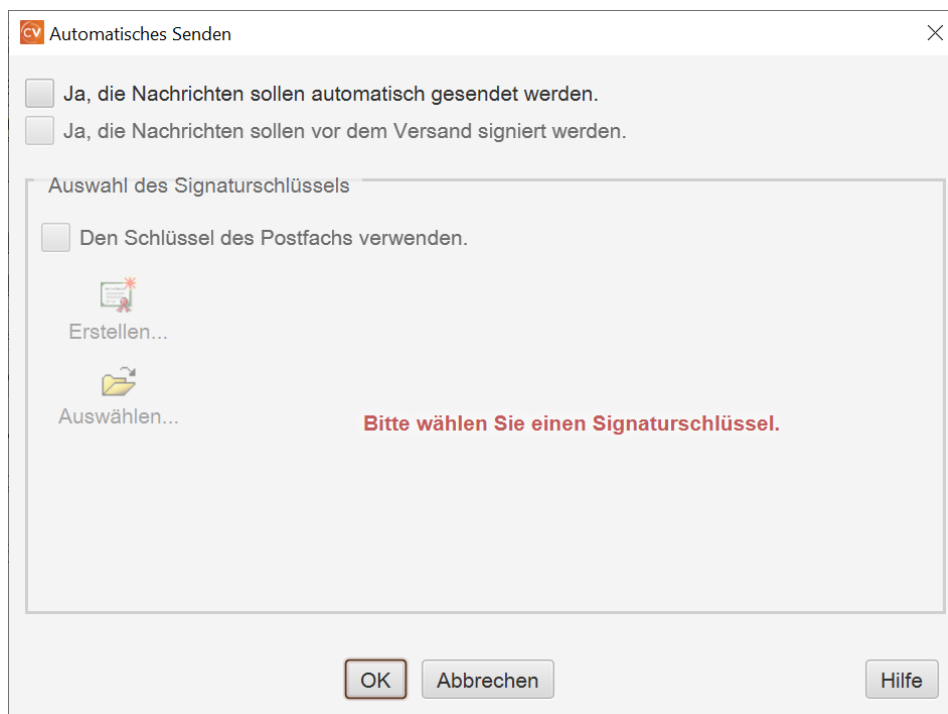 CV Automatisches Senden
Ja, die Nachrichten sollen automatisch gesendet werden.
Ja, die Nachrichten sollen vor dem Versand signiert werden.
Auswahl des Signaturschlüssels
Den Schlüssel des Postfachs verwenden.
Erstellen...
Auswählen...
Bitte wählen Sie einen Signaturschlüssel.
OK Abbrechen Hilfe